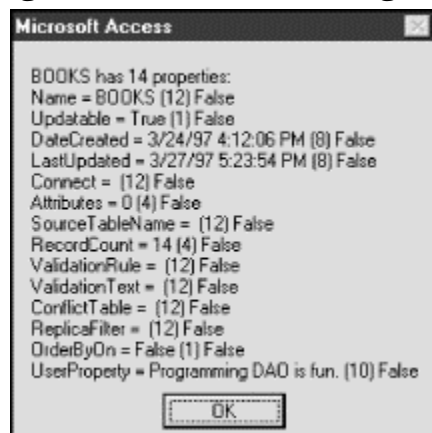 Microsoft Access
BOOKS has 14 properties:
Name = BOOKS (12) False
Updatable = True (1) False
DateCreated = 3/24/97 4:12:06 PM (8) False
LastUpdated = 3/27/97 5:23:54 PM (8) False
Connect = (12) False
Attributes = 0 (4) False
SourceTableName = (12) False
RecordCount = 14 (4) False
ValidationRule = (12) False
ValidationText = (12) False
ConflictTable = (12) False
ReplicaFilter = (12) False
OrderByOn = False (1) False
UserProperty = Programming DAO is fun. (10) False
OK